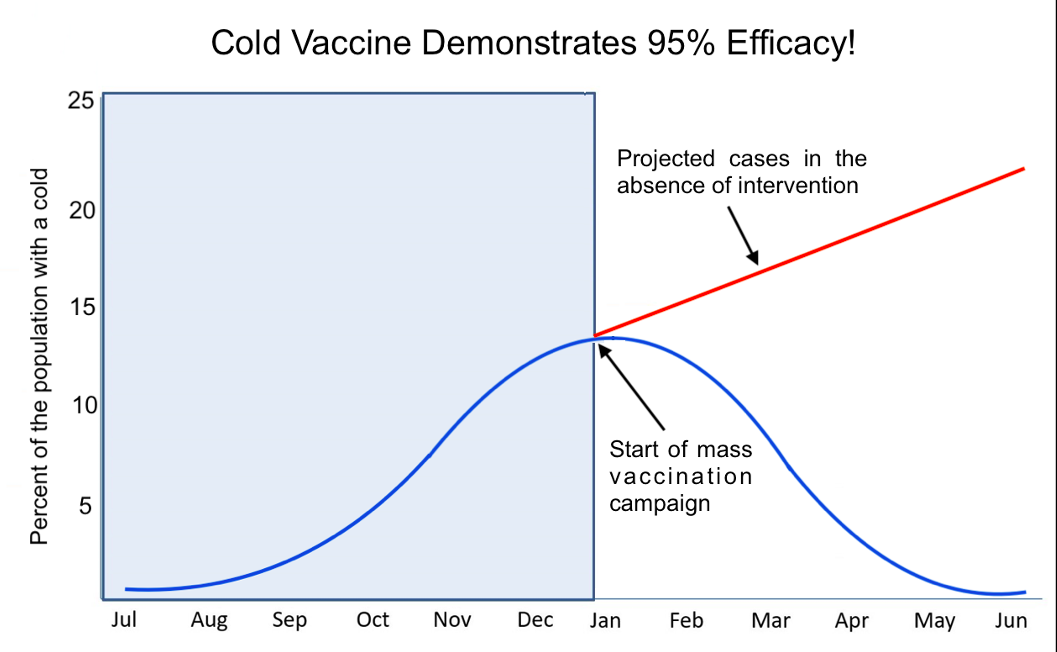 Cold Vaccine Demonstrates 95% Efficacy!
Percent of the population with a cold
25
20
15
10
5
Projected cases in the
absence of intervention
Start of mass
vaccination
campaign
Jul Aug Sep Oct Nov Dec Jan Feb Mar Apr May Jun